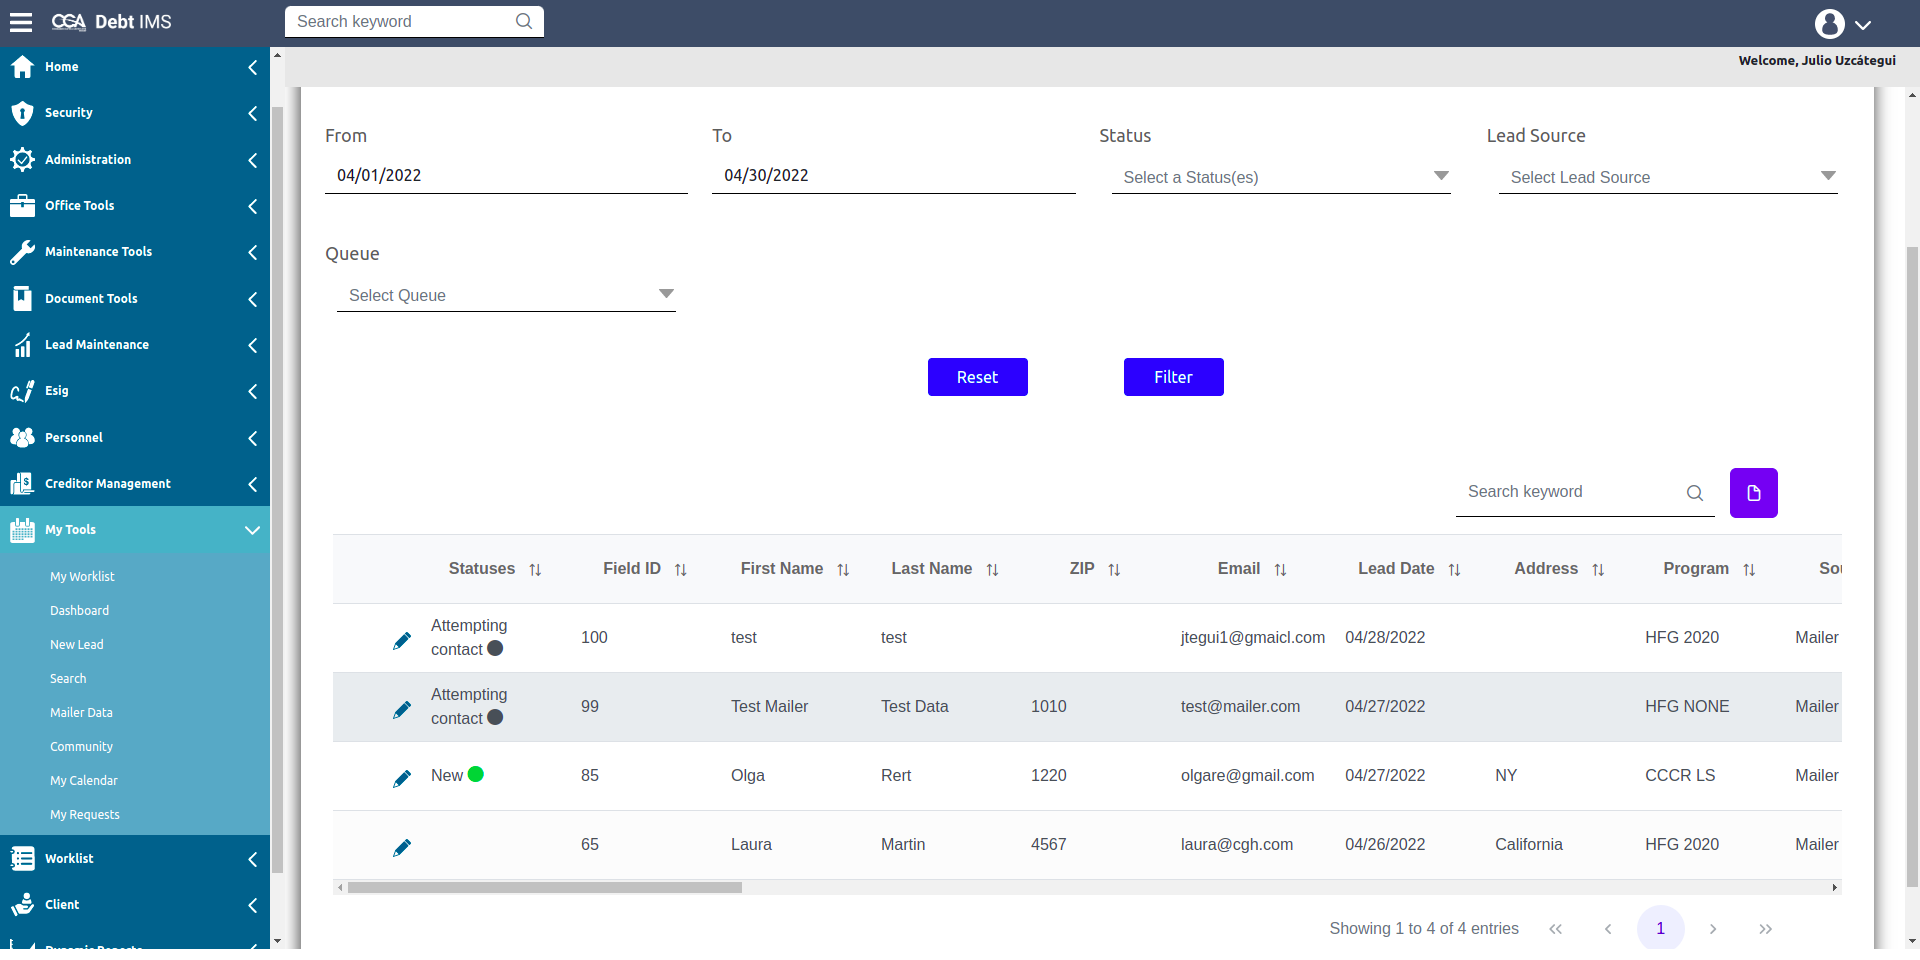 CGA Debt IMS
Search keyword
Welcome, Julio Uzcátegui
Home
Security
Administration
Office Tools
Maintenance Tools
Document Tools
Lead Maintenance
Esig
Personnel
Creditor Management
My Tools
My Worklist
Dashboard
New Lead
Search
Mailer Data
Community
My Calendar
My Requests
Worklist
Client
From To Status Lead Source
04/01/2022 04/30/2022 Select a Status(es) Select Lead Source
Queue
Select Queue
Reset Filter
Search keyword
Statuses Field ID First Name Last Name ZIP Email Lead Date Address Program Sou
Attempting
contact 100 test test jtegui1@gmaicl.com 04/28/2022 HFG 2020 Mailer
Attempting
contact 99 Test Mailer Test Data 1010 test@mailer.com 04/27/2022 HFG NONE Mailer
New 85 Olga Rert 1220 olgare@gmail.com 04/27/2022 NY CCCR LS Mailer
65 Laura Martin 4567 laura@cgh.com 04/26/2022 California HFG 2020 Mailer
Showing 1 to 4 of 4 entries 1